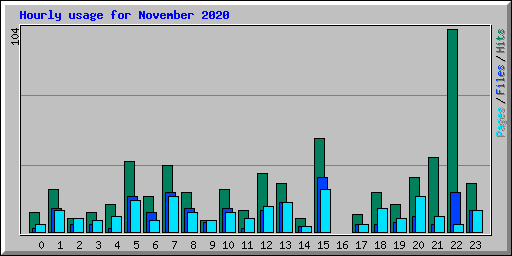 Hourly usage for November 2020
104
Pages / Files / Hits
0 1 2 3 4 5 6 7 8 9 10 11 12 13 14 15 16 17 18 19 20 21 22 23